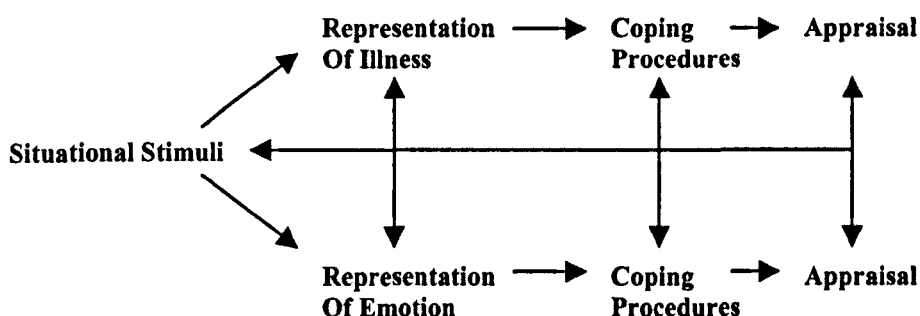 Representation
Of Illness
Coping
Procedures
Appraisal
Situational Stimuli
Representation
Of Emotion
Coping
Procedures
Appraisal